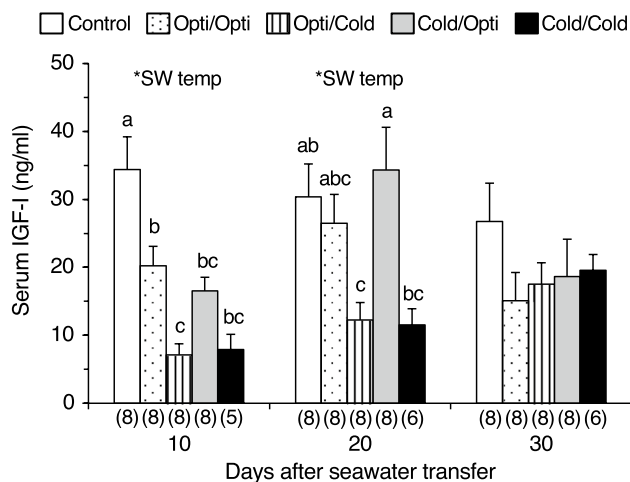 Control Opti/Opti Opti/Cold Cold/Opti Cold/Cold
50
*SW temp *SW temp
a a
40
ab
abc
30
b
bc
20
c bc
c bc
10
0
Serum IGF-I (ng/ml)
(8) (8) (8) (8) (5) (8) (8) (8) (8) (6) (8) (8) (8) (8) (6)
10 20 30
Days after seawater transfer